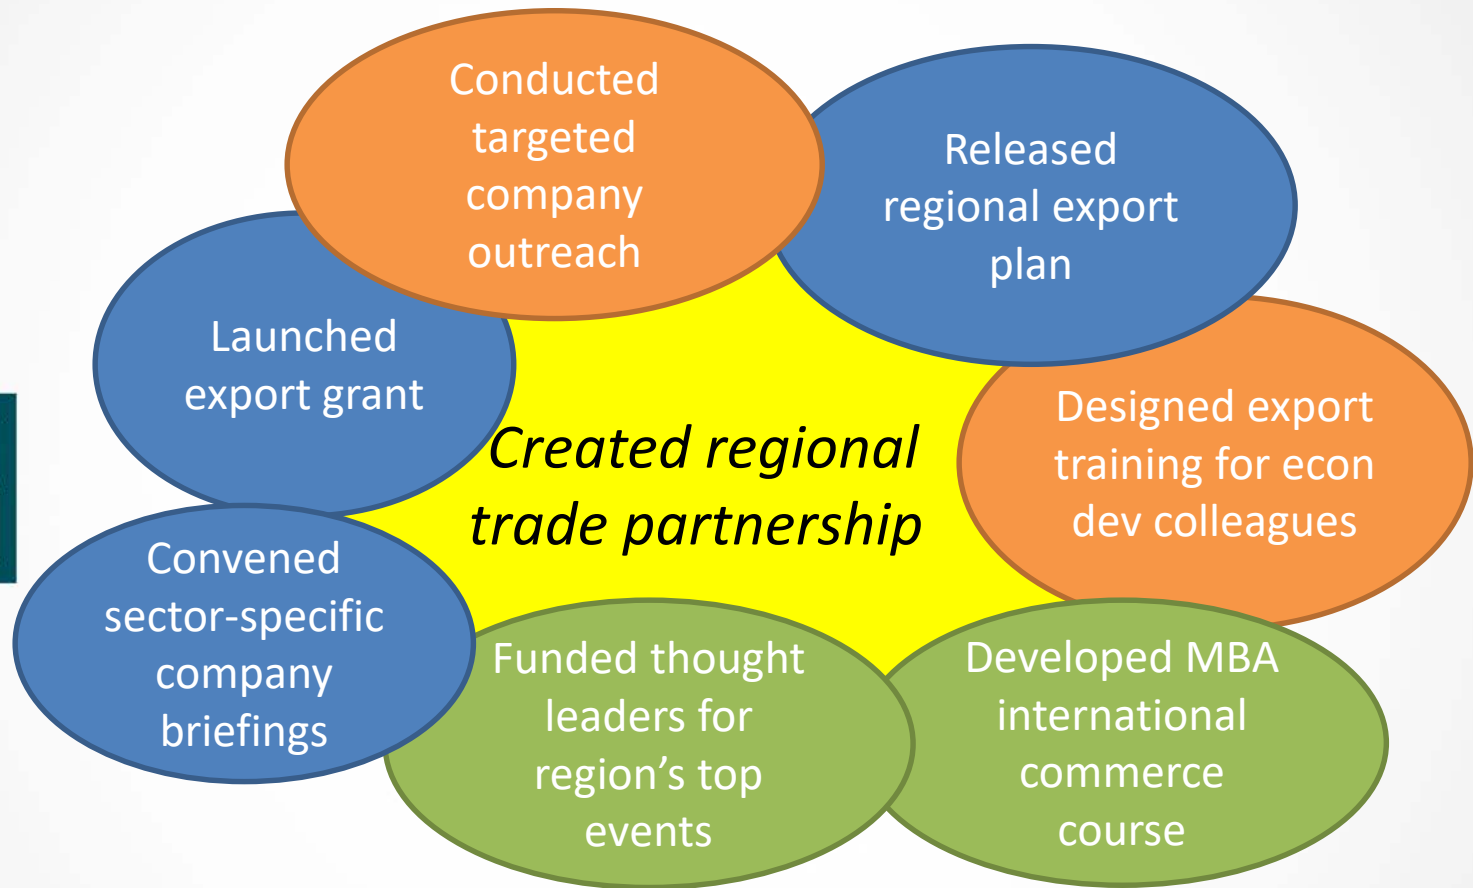 Conducted
targeted
company
outreach
Released
regional export
plan
Launched
export grant
Designed export
training for econ
dev colleagues
Created regional
trade partnership
Convened
sector-specific
company
briefings
Funded thought
leaders for
region’s top
events
Developed MBA
international
commerce
course